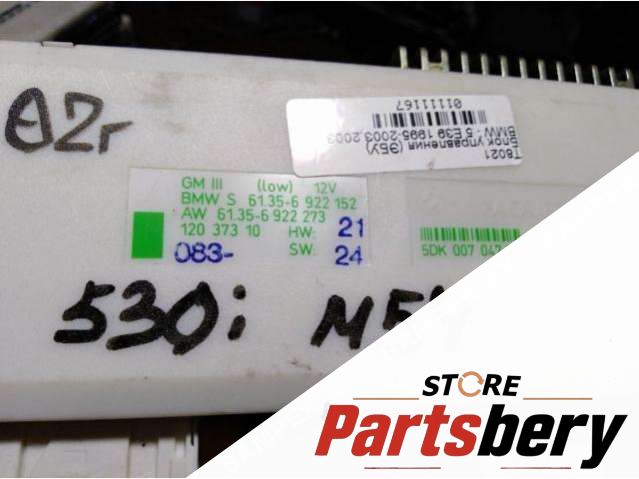 02г
T8021
Блок управления (ЭБУ)
BMW - 5 E39 1995-2003 2003
01111167
GM III (low) 12V
BMW S 61.35-6 922 152
AW 61.35-6 922 273
120 373 10 HW: 21
083- SW: 24
5DK 007 047
530i
STORE
Partsbery